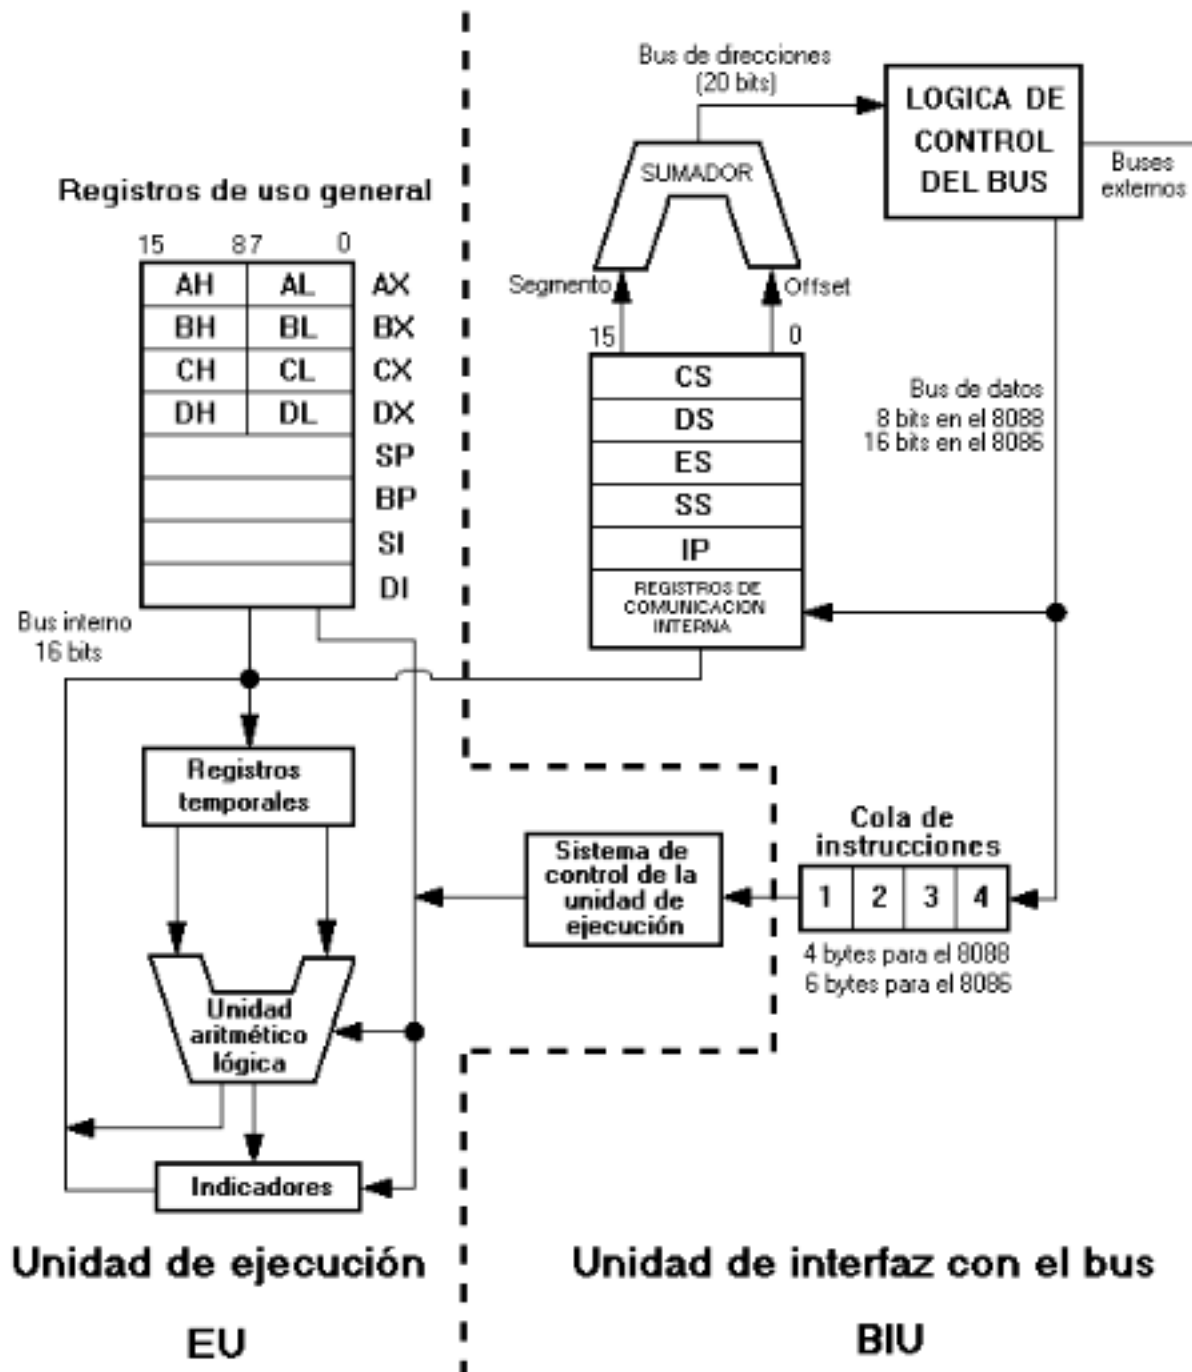 Bus de direcciones
(20 bits)
LOGICA DE
CONTROL
DEL BUS
Buses
externos
SUMADOR
Segmento
Offset
15
0
CS
DS
ES
SS
IP
REGISTROS DE
COMUNICACION
INTERNA
Bus de datos
8 bits en el 8088
16 bits en el 8086
Registros de uso general
15 8 7 0
AH AL AX
BH BL BX
CH CL CX
DH DL DX
SP
BP
SI
DI
Bus interno
16 bits
Registros
temporales
Unidad
aritmético
lógica
Indicadores
Sistema de
control de la
unidad de
ejecución
Cola de
instrucciones
1 2 3 4
4 bytes para el 8088
6 bytes para el 8086
Unidad de ejecución
EU
Unidad de interfaz con el bus
BIU